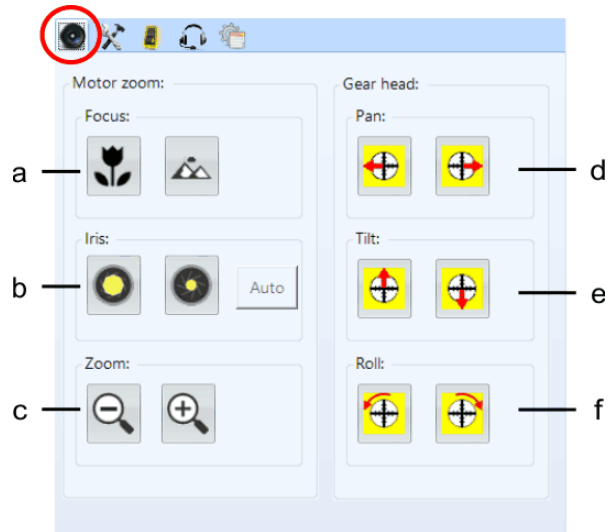 Motor zoom:
Focus:
a
Iris:
b
Auto
Zoom:
c
Gear head:
Pan:
d
Tilt:
e
Roll:
f